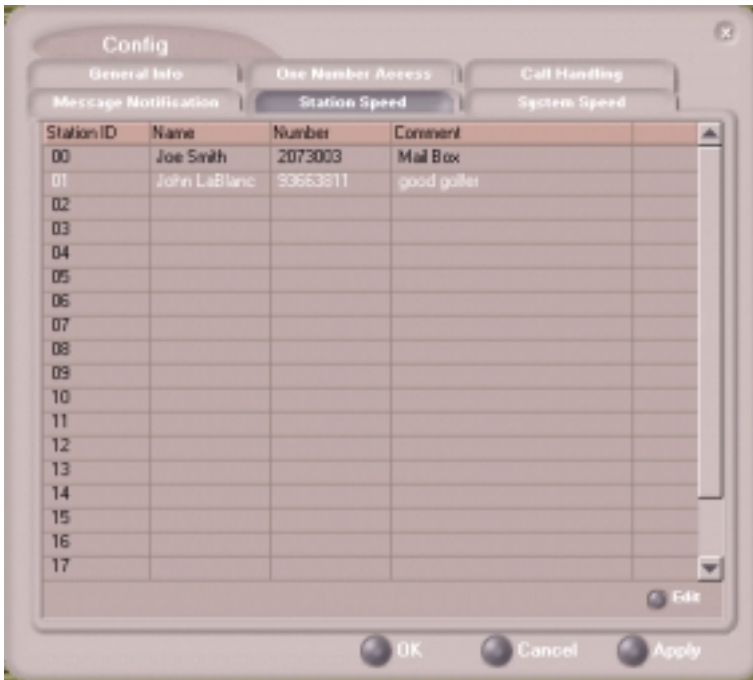 Config
General Info One Number Access Call Handling
Message Notification Station Speed System Speed
Station ID Name Number Comment
00 Joe Smith 2073003 Mail Box
01 John LaBlanc 93663811 good golfer
02
03
04
05
06
07
08
09
10
11
12
13
14
15
16
17
Edit
OK Cancel Apply